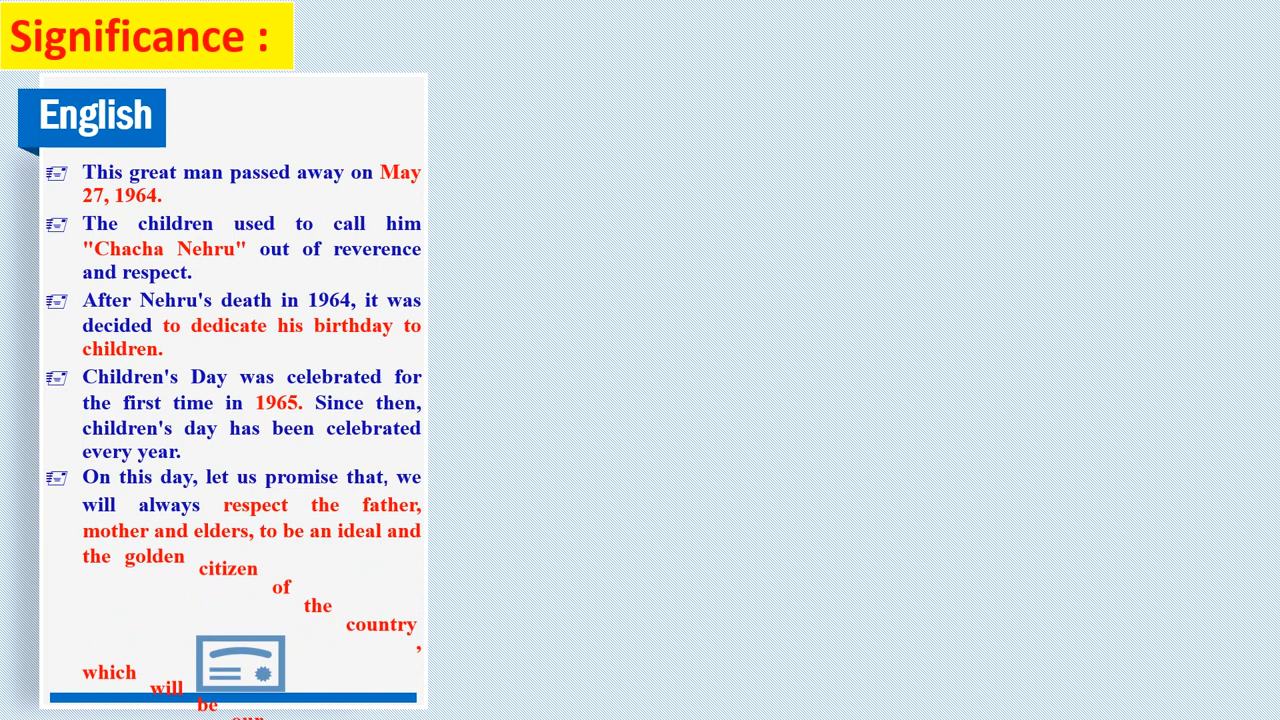 Significance :
English
This great man passed away on May
27, 1964.
The children used to call him
"Chacha Nehru" out of reverence
and respect.
After Nehru's death in 1964, it was
decided to dedicate his birthday to
children.
Children's Day was celebrated for
the first time in 1965. Since then,
children's day has been celebrated
every year.
On this day, let us promise that, we
will always respect the father,
mother and elders, to be an ideal and
the golden citizen of the country,
which will be our